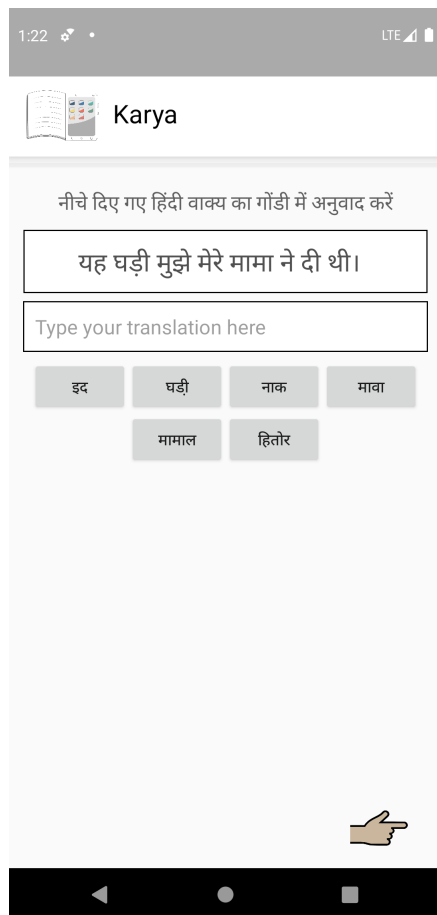 1:22
LTE
Karya
नीचे दिए गए हिंदी वाक्य का गोंडी में अनुवाद करें
यह घड़ी मुझे मेरे मामा ने दी थी।
Type your translation here
इद घड़ी नाक मावा
मामाल हितोर